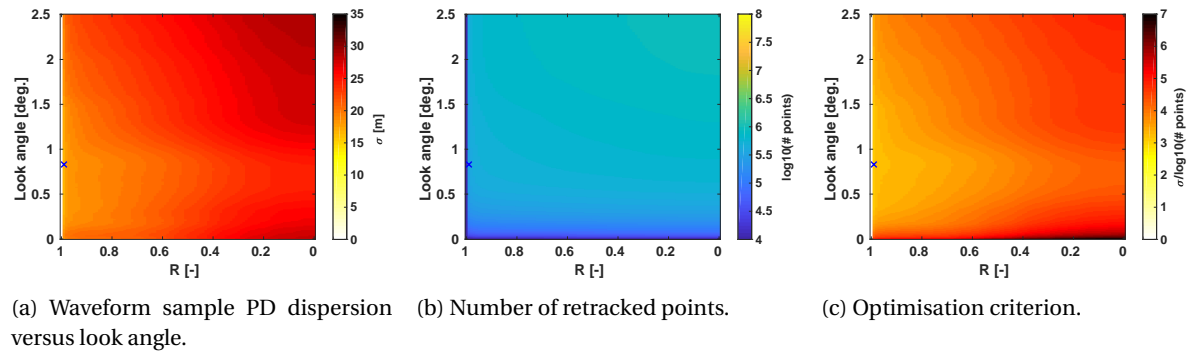 2.5
2
1.5
1
0.5
0
Look angle [deg.]
1 0.8 0.6 0.4 0.2 0
R [-]
35
30
25
20
15
10
5
0
σ [m]
2.5
2
1.5
1
0.5
0
Look angle [deg.]
1 0.8 0.6 0.4 0.2 0
R [-]
8
7.5
7
6.5
6
5.5
5
4.5
4
log10(# points)
2.5
2
1.5
1
0.5
0
Look angle [deg.]
1 0.8 0.6 0.4 0.2 0
R [-]
7
6
5
4
3
2
1
0
σ/log10(# points)
(a) Waveform sample PD dispersion
versus look angle.
(b) Number of retracked points.
(c) Optimisation criterion.